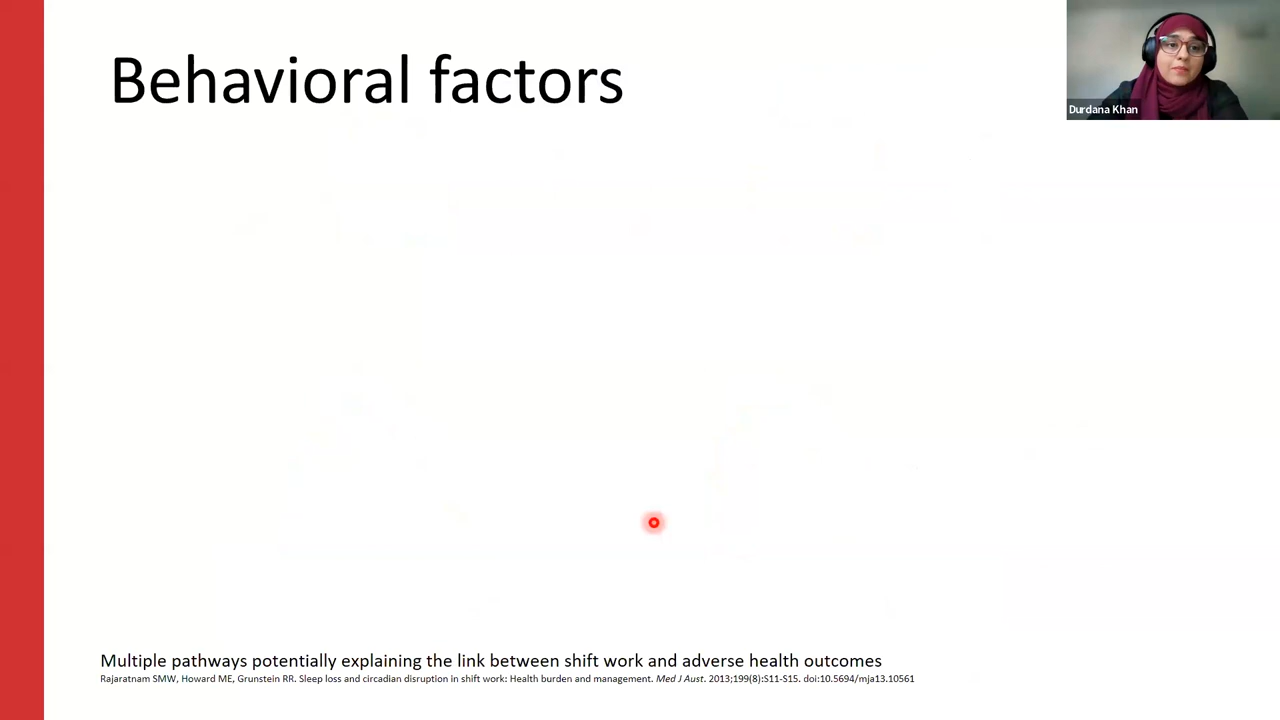 Behavioral factors
Durdana Khan
Multiple pathways potentially explaining the link between shift work and adverse health outcomes
Rajaratnam SMW, Howard ME, Grunstein RR. Sleep loss and circadian disruption in shift work: Health burden and management. Med J Aust. 2013;199(8):S11-S15. doi:10.5694/mja13.10561